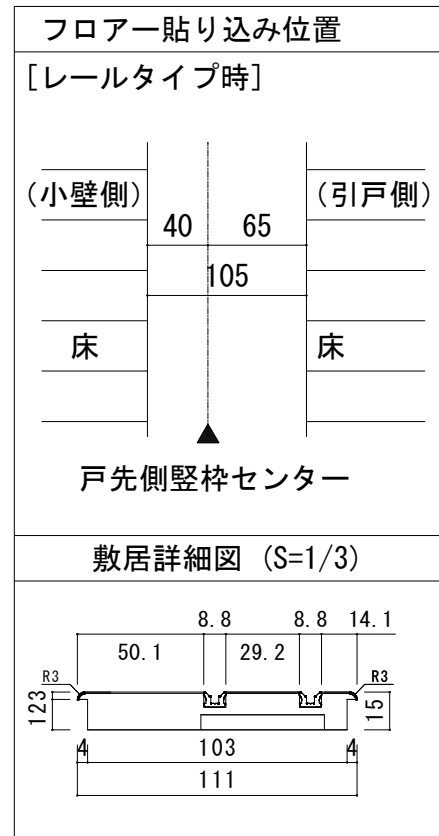 フロアー貼り込み位置
[レールタイプ時]
(小壁側) (引戸側)
40 65
105
床 床
戸先側竪枠センター
敷居詳細図 (S=1/3)
8.8 8.8 14.1
50.1 29.2
R3 R3
123 15
4 103 4
111